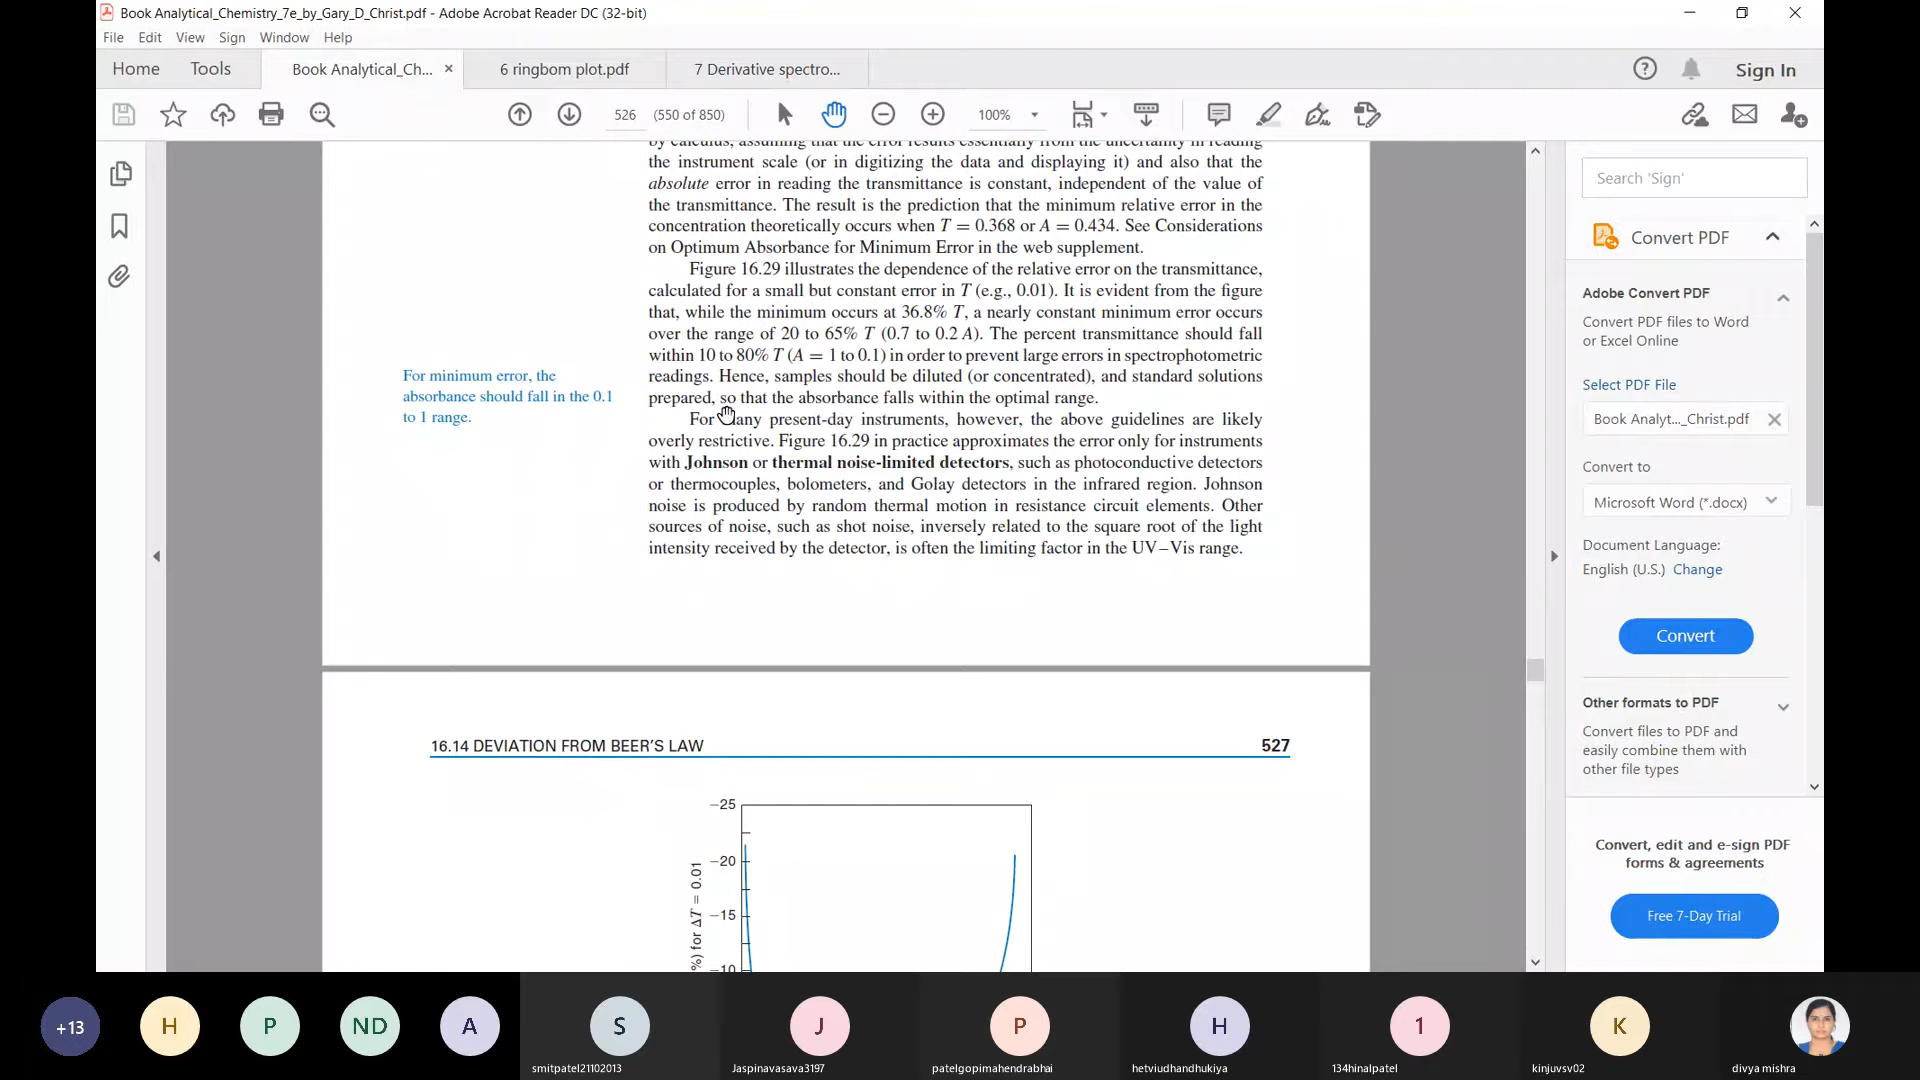 Book Analytical_Chemistry_7e_by_Gary_D_Christ.pdf - Adobe Acrobat Reader DC (32-bit)
File Edit View Sign Window Help
Home Tools Book Analytical_Ch... × 6 ringbom plot.pdf 7 Derivative spectro... Sign In
526 (550 of 850) 100%
by calculus, assuming that the error results essentially from the uncertainty in reading
the instrument scale (or in digitizing the data and displaying it) and also that the
absolute error in reading the transmittance is constant, independent of the value of
the transmittance. The result is the prediction that the minimum relative error in the
concentration theoretically occurs when T = 0.368 or A = 0.434. See Considerations
on Optimum Absorbance for Minimum Error in the web supplement.
Figure 16.29 illustrates the dependence of the relative error on the transmittance,
calculated for a small but constant error in T (e.g., 0.01). It is evident from the figure
that, while the minimum occurs at 36.8% T, a nearly constant minimum error occurs
over the range of 20 to 65% T (0.7 to 0.2 A). The percent transmittance should fall
within 10 to 80% T (A = 1 to 0.1) in order to prevent large errors in spectrophotometric
readings. Hence, samples should be diluted (or concentrated), and standard solutions
prepared, so that the absorbance falls within the optimal range.
For minimum error, the
absorbance should fall in the 0.1
to 1 range.
For many present-day instruments, however, the above guidelines are likely
overly restrictive. Figure 16.29 in practice approximates the error only for instruments
with Johnson or thermal noise-limited detectors, such as photoconductive detectors
or thermocouples, bolometers, and Golay detectors in the infrared region. Johnson
noise is produced by random thermal motion in resistance circuit elements. Other
sources of noise, such as shot noise, inversely related to the square root of the light
intensity received by the detector, is often the limiting factor in the UV–Vis range.
16.14 DEVIATION FROM BEER'S LAW 527
–25
–20
–15
–10
%) for ΔT = 0.01
Search 'Sign'
Convert PDF
Adobe Convert PDF
Convert PDF files to Word
or Excel Online
Select PDF File
Book Analyt..._Christ.pdf
Convert to
Microsoft Word (*.docx)
Document Language:
English (U.S.) Change
Convert
Other formats to PDF
Convert files to PDF and
easily combine them with
other file types
Convert, edit and e-sign PDF
forms & agreements
Free 7-Day Trial
+13 H P ND A S J P H 1 K
smitpatel21102013 Jaspinavasava3197 patelgopimahendrabhai hetviudhandhukiya 134hinalpatel kinjuvsv02 divya mishra